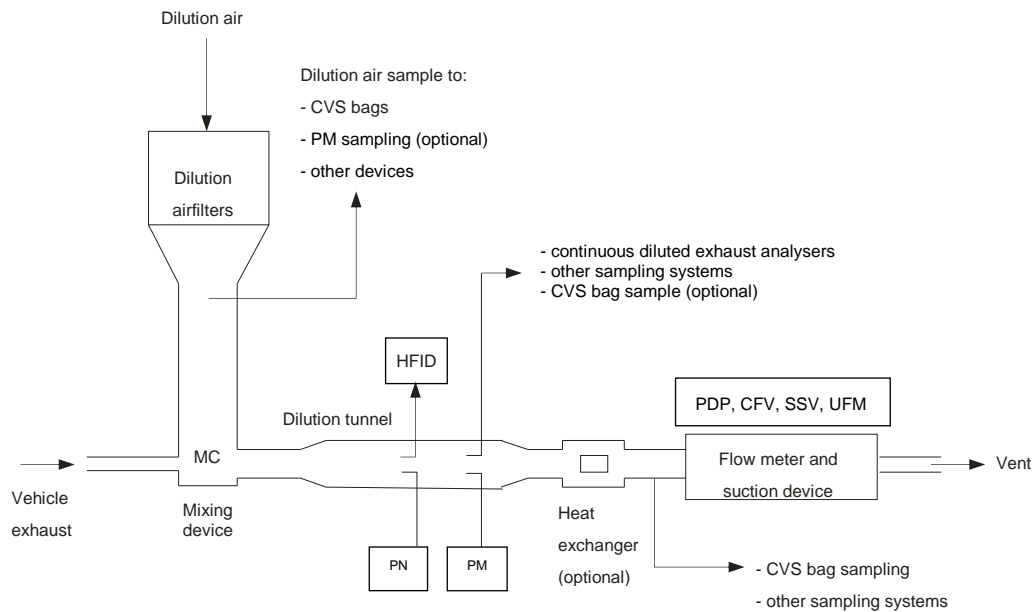 Dilution air
Dilution air sample to:
- CVS bags
- PM sampling (optional)
- other devices
Dilution
airfilters
- continuous diluted exhaust analysers
- other sampling systems
- CVS bag sample (optional)
HFID
PDP, CFV, SSV, UFM
Dilution tunnel
MC
Flow meter and
suction device
Vent
Vehicle
exhaust
Mixing
device
Heat
exchanger
(optional)
PN
PM
- CVS bag sampling
- other sampling systems